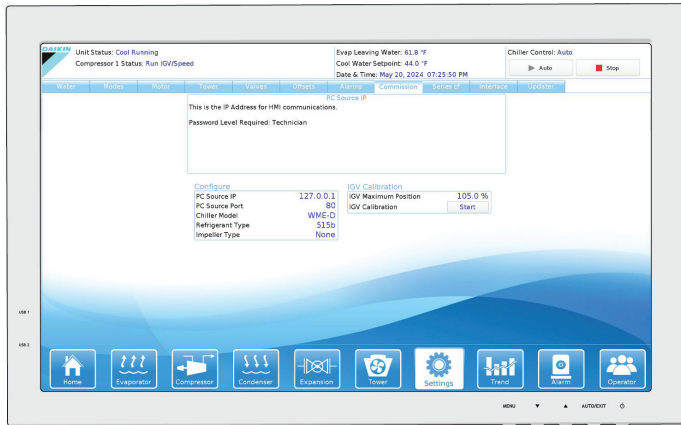 DAIKIN
Unit Status: Cool Running
Compressor 1 Status: Run IGV/Speed
Evap Leaving Water: 61.8 °F
Cool Water Setpoint: 44.0 °F
Date & Time: May 20, 2024 07:25:50 PM
Chiller Control: Auto
Auto
Stop
Water Modes Motor Tower Valves Offsets Alarms Commission Series cf Interface Updater
PC Source IP
This is the IP Address for HMI communications.
Password Level Required: Technician
Configure
PC Source IP 127.0.0.1
PC Source Port 80
Chiller Model WME-D
Refrigerant Type 515b
Impeller Type None
IGV Calibration
IGV Maximum Position 105.0 %
IGV Calibration Start
USB 1
USB 2
Home Evaporator Compressor Condenser Expansion Tower Settings Trend Alarm Operator
MENU ▼ ▲ AUTO/EXIT